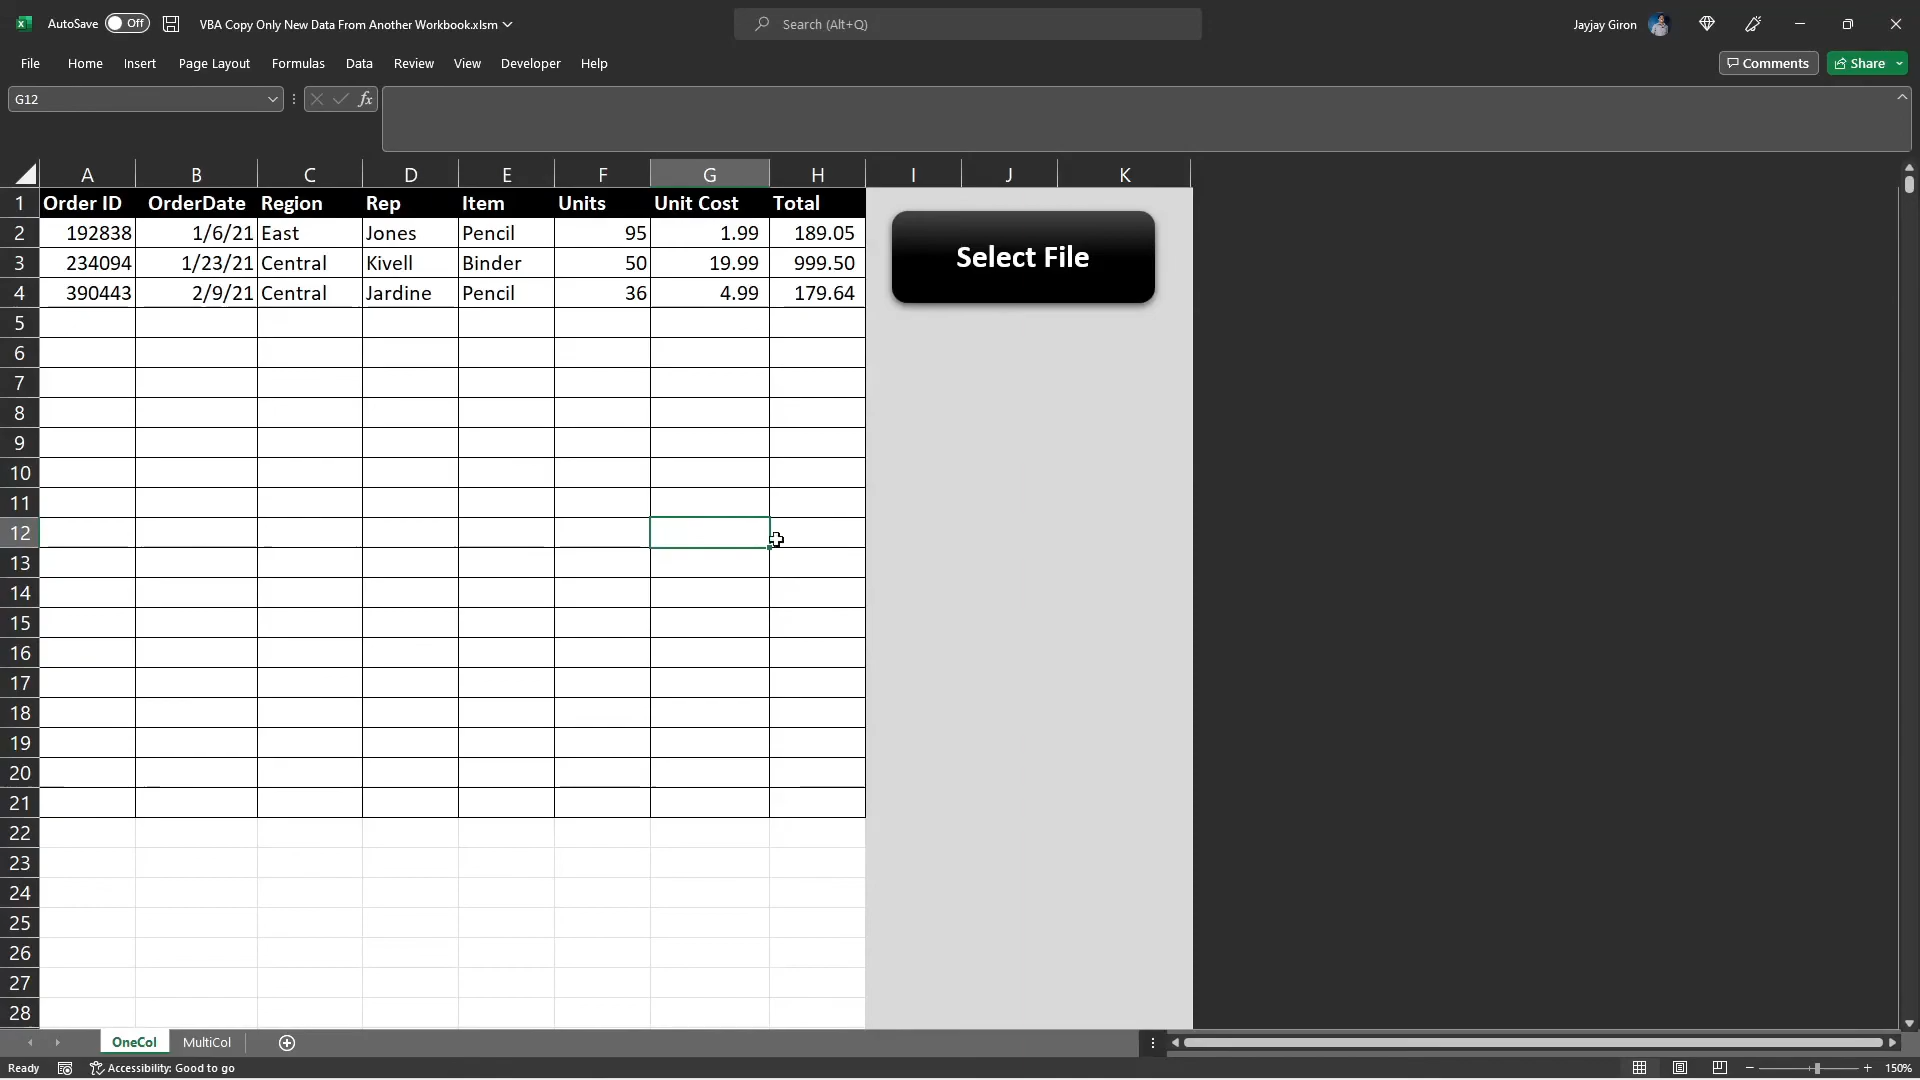 AutoSave Off VBA Copy Only New Data From Another Workbook.xlsm Search (Alt+Q) Jayjay Giron
File Home Insert Page Layout Formulas Data Review View Developer Help Comments Share
G12 fx
A B C D E F G H I J K
1 Order ID OrderDate Region Rep Item Units Unit Cost Total
2 192838 1/6/21 East Jones Pencil 95 1.99 189.05
Select File
3 234094 1/23/21 Central Kivell Binder 50 19.99 999.50
4 390443 2/9/21 Central Jardine Pencil 36 4.99 179.64
5
6
7
8
9
10
11
12
13
14
15
16
17
18
19
20
21
22
23
24
25
26
27
28
OneCol MultiCol
Ready Accessibility: Good to go 150%